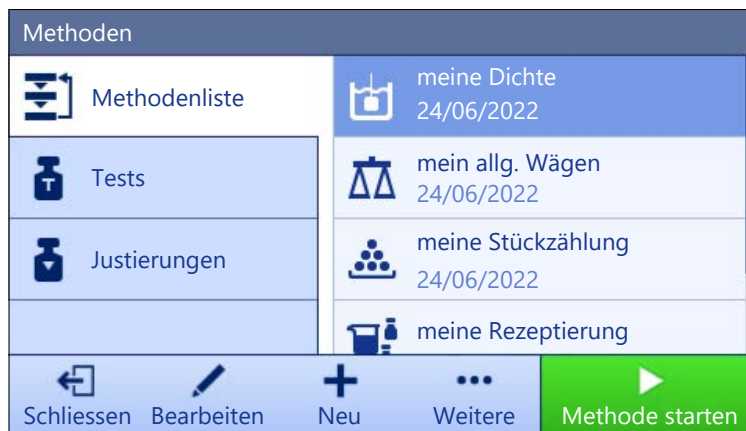 Methoden
Methodenliste
Tests
Justierungen
meine Dichte
24/06/2022
mein allg. Wägen
24/06/2022
meine Stückzählung
24/06/2022
meine Rezeptierung
Schliessen
Bearbeiten
Neu
Weitere
Methode starten